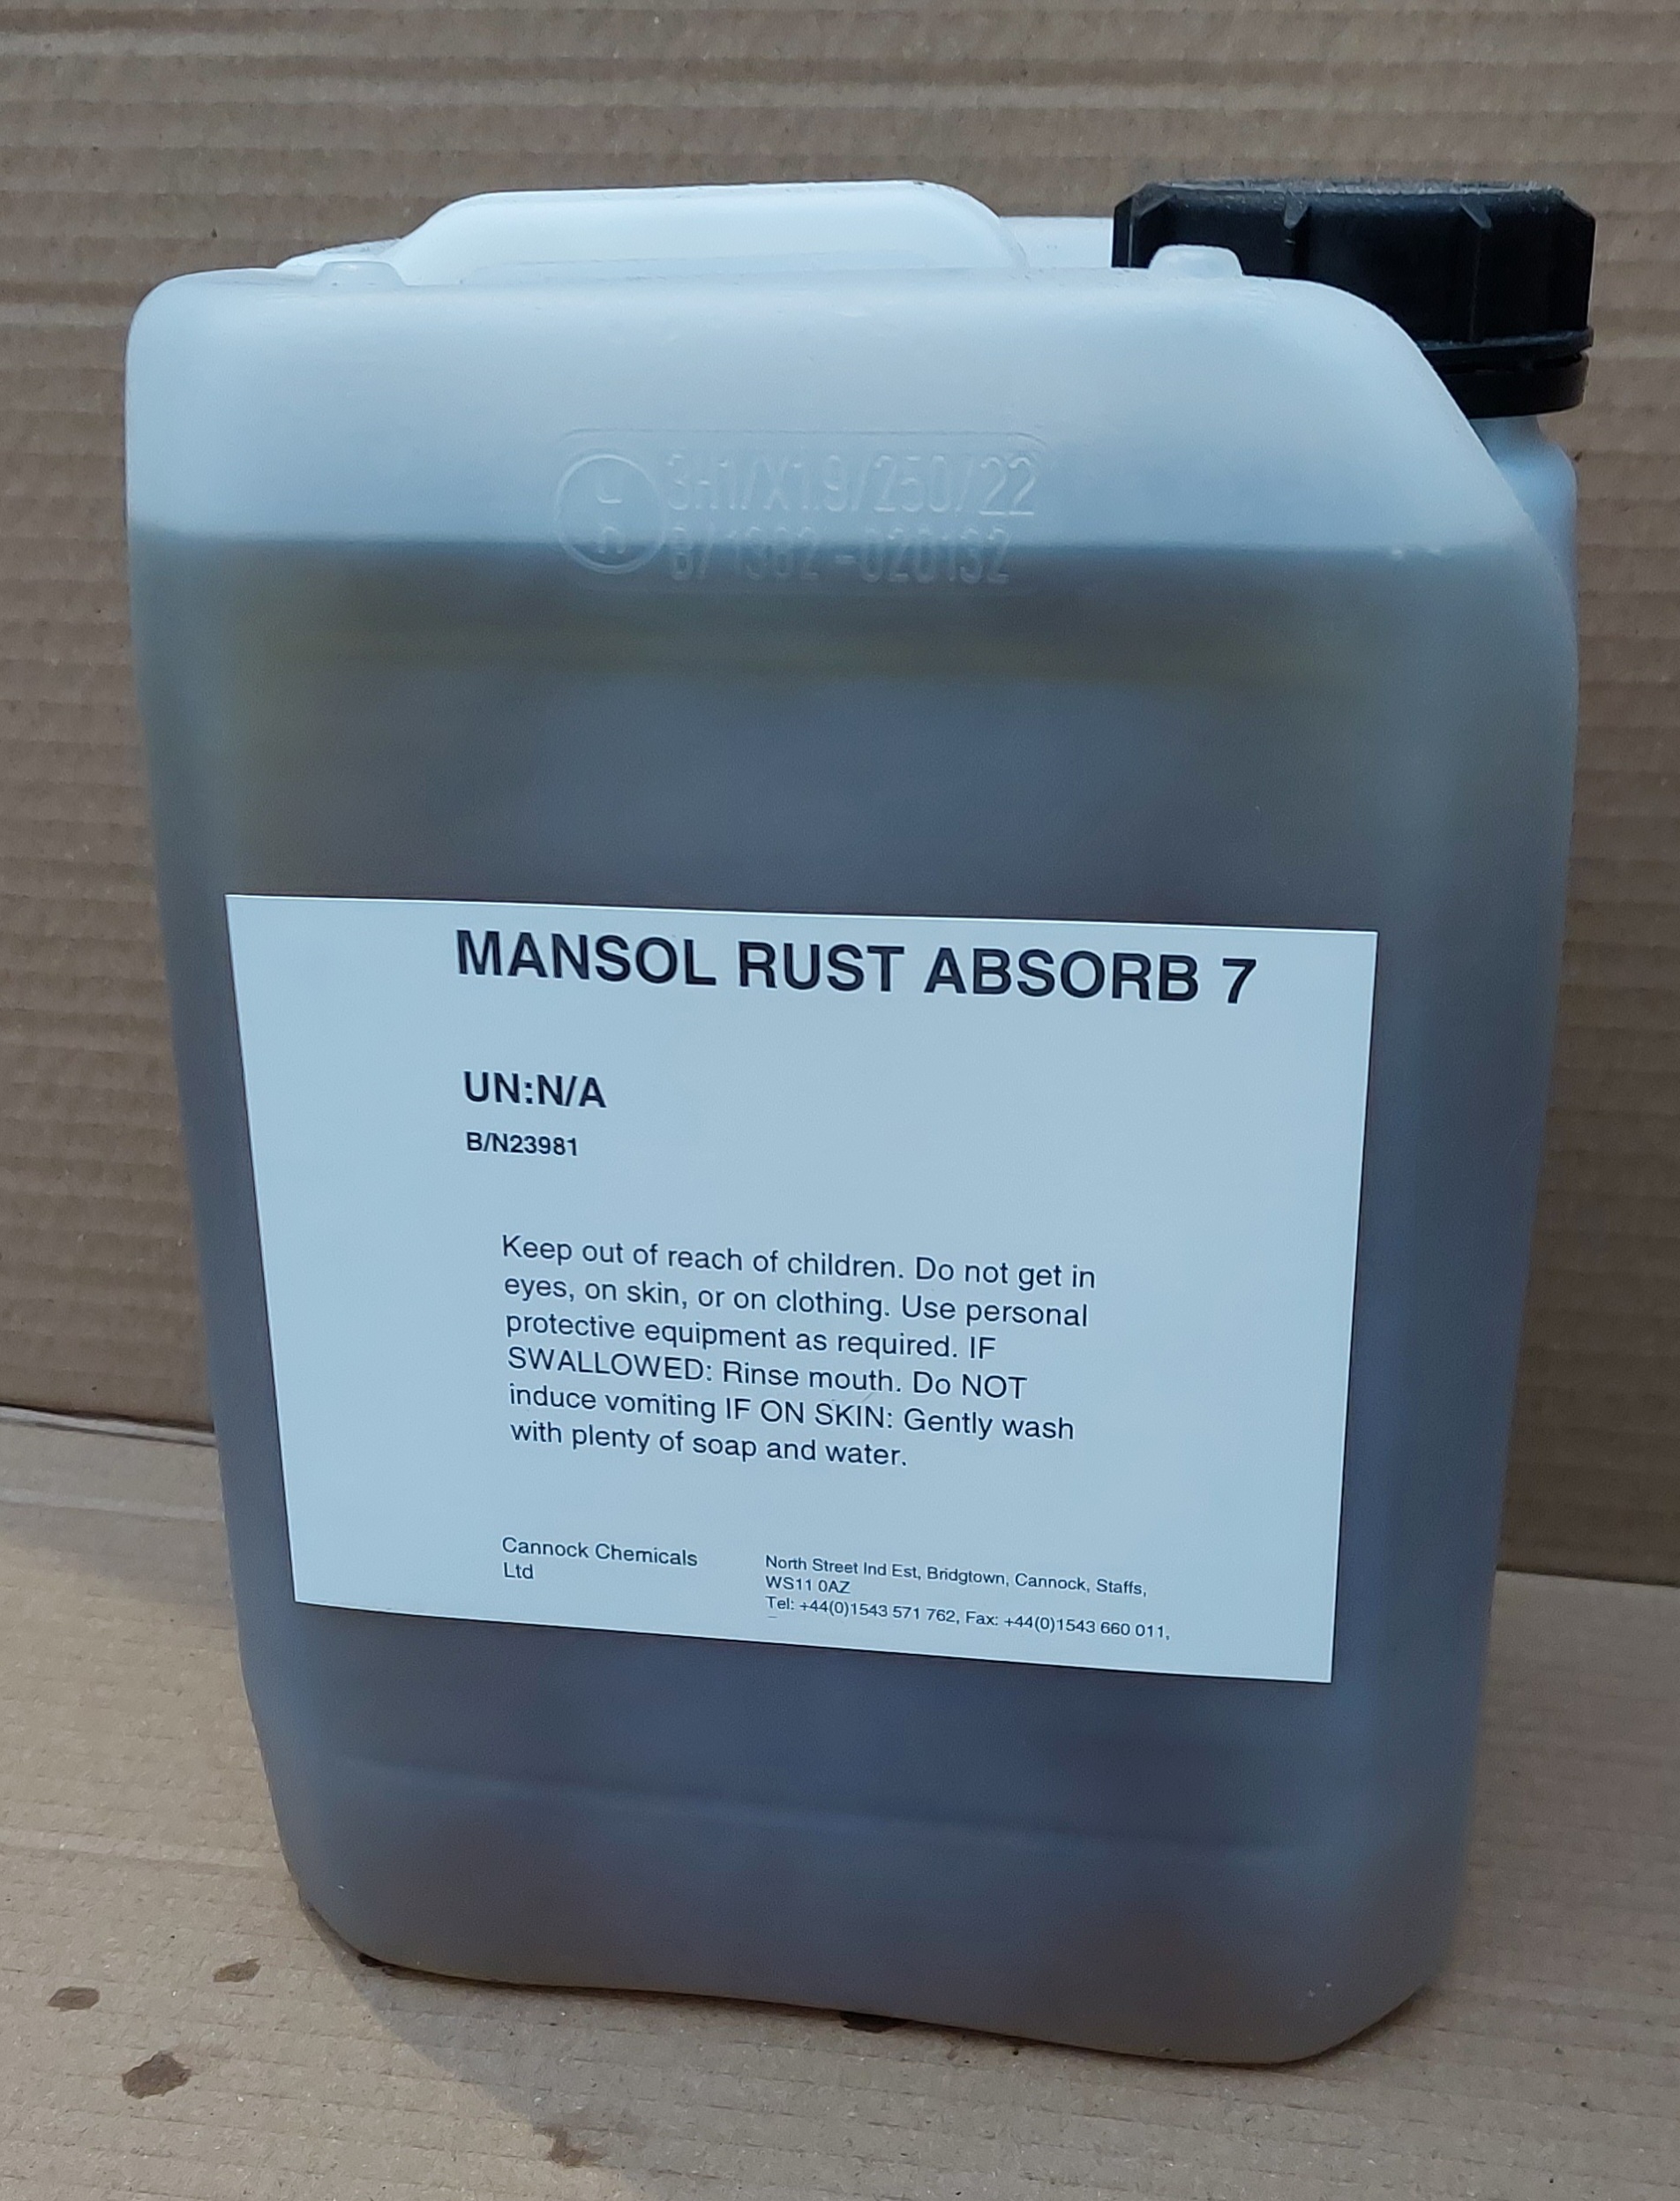 u
n
3H1/X1.9/250/22
B/1382-020132
MANSOL RUST ABSORB 7
UN:N/A
B/N23981
Keep out of reach of children. Do not get in
eyes, on skin, or on clothing. Use personal
protective equipment as required. IF
SWALLOWED: Rinse mouth. Do NOT
induce vomiting IF ON SKIN: Gently wash
with plenty of soap and water.
Cannock Chemicals
Ltd
North Street Ind Est, Bridgtown, Cannock, Staffs,
WS11 0AZ
Tel: +44(0)1543 571 762, Fax: +44(0)1543 660 011,